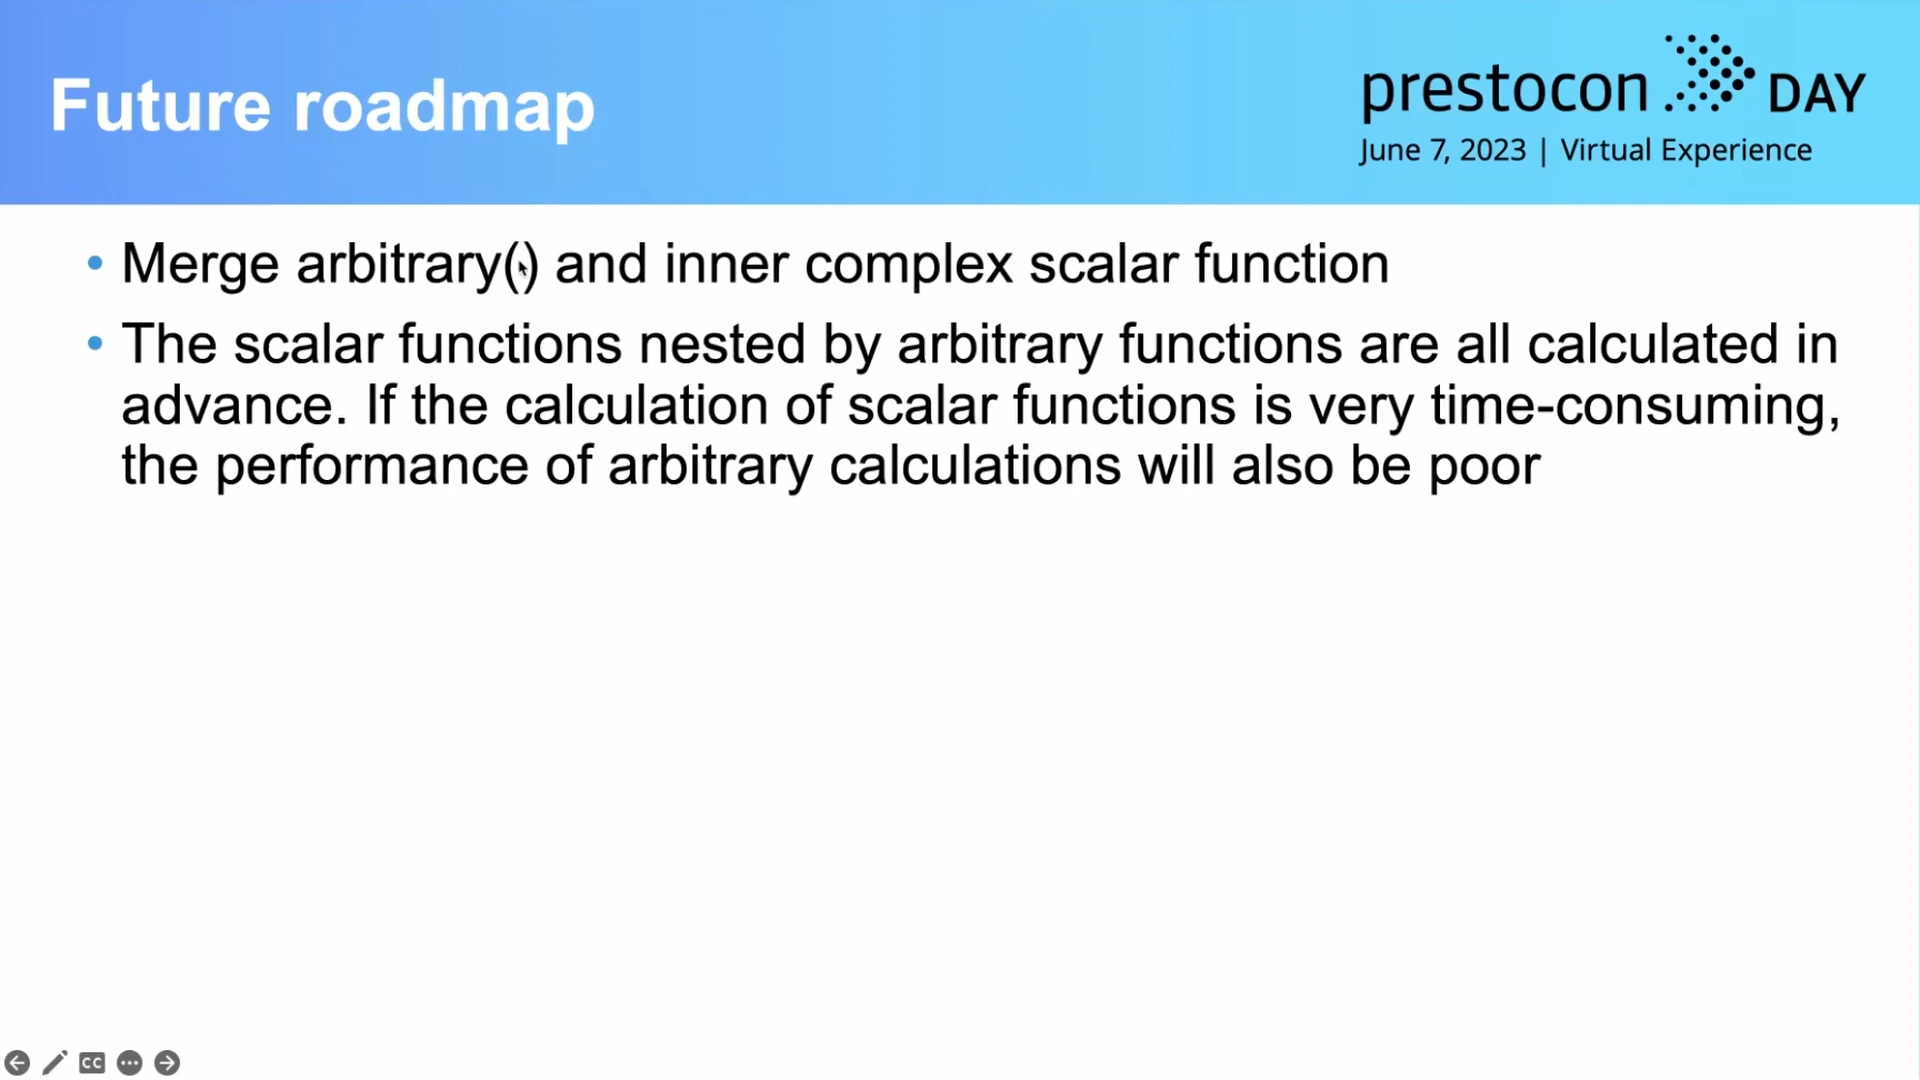 Future roadmap
prestocon DAY
June 7, 2023 | Virtual Experience
• Merge arbitrary() and inner complex scalar function
• The scalar functions nested by arbitrary functions are all calculated in
advance. If the calculation of scalar functions is very time-consuming,
the performance of arbitrary calculations will also be poor
CC